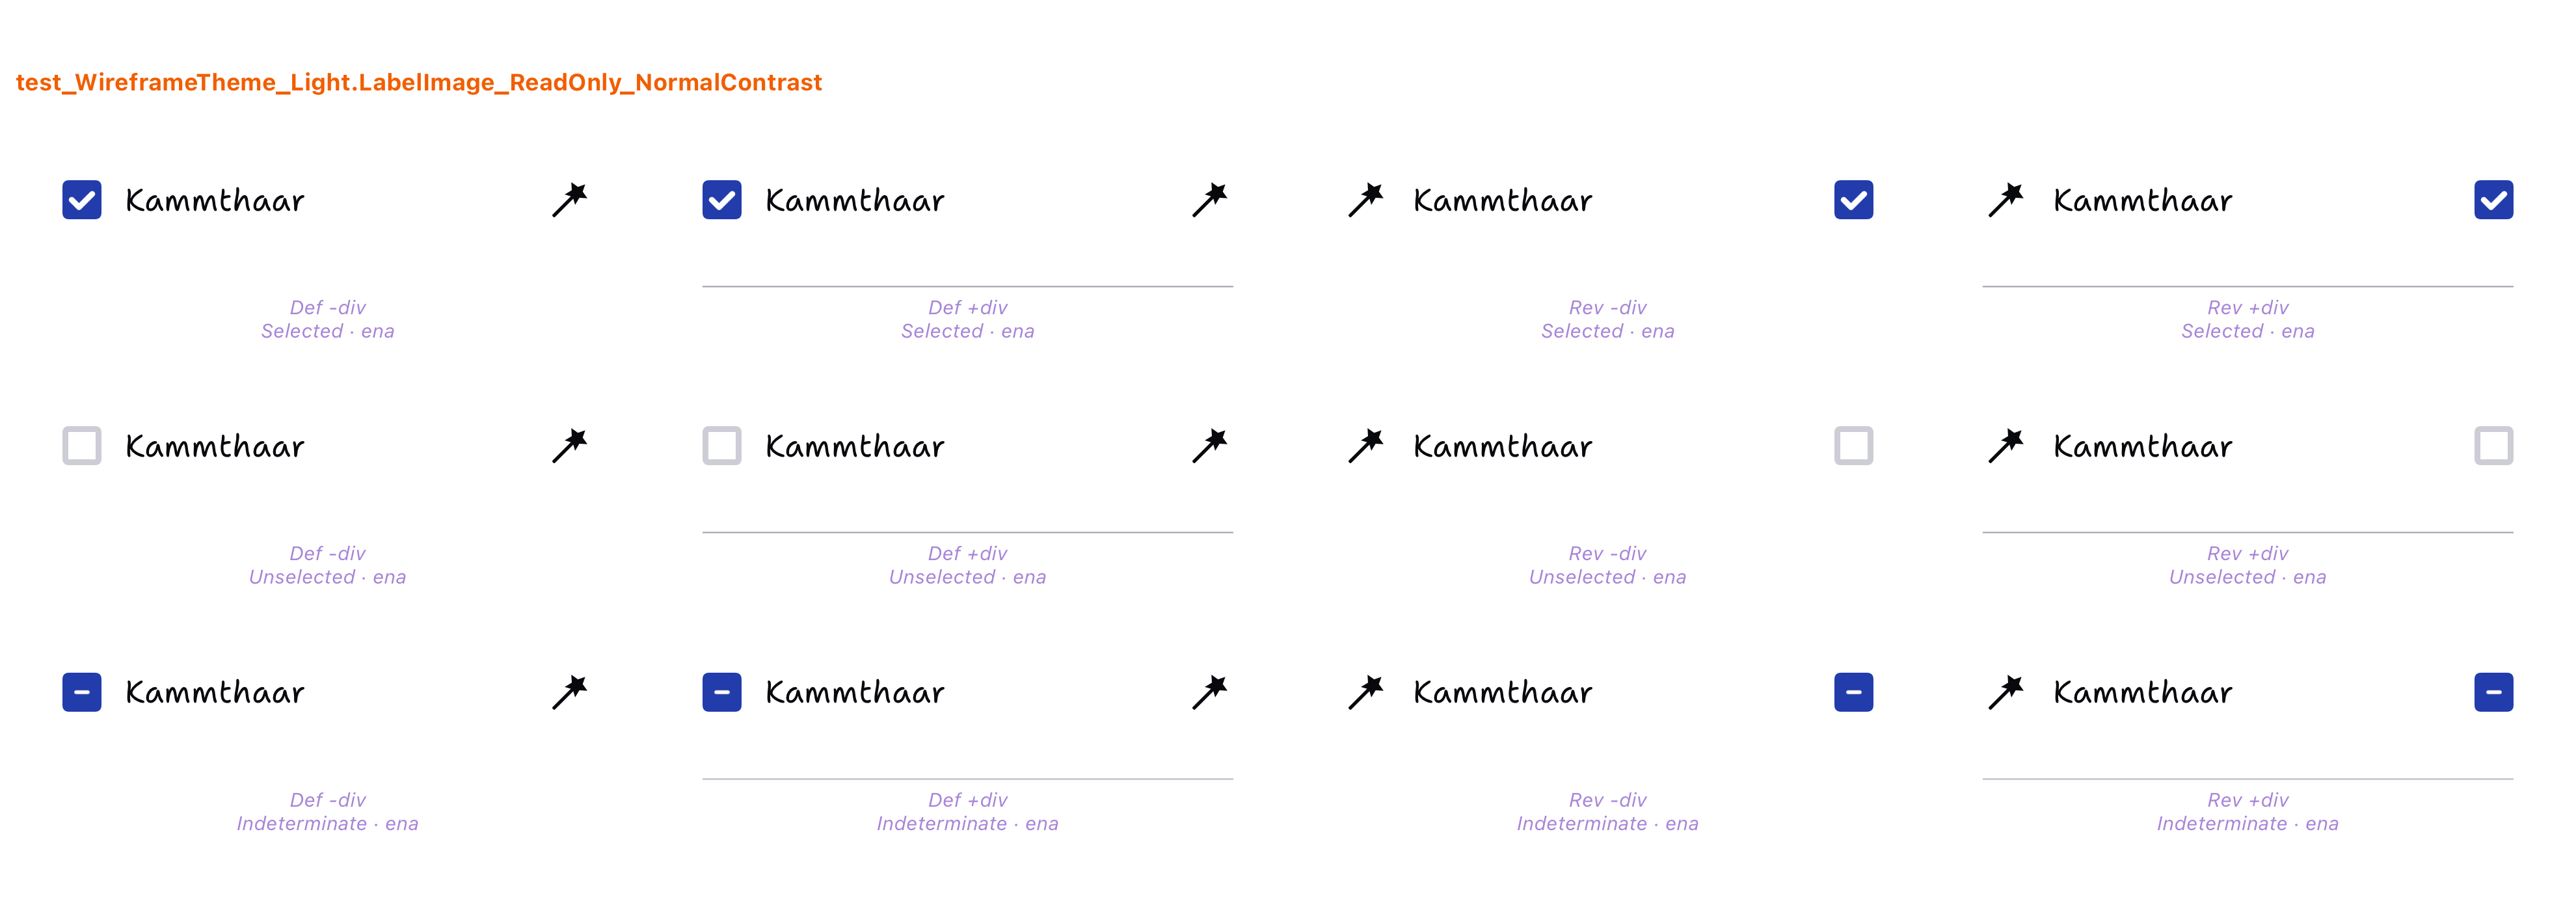 test_WireframeTheme_Light.LabelImage_ReadOnly_NormalContrast
Kammthaar
Kammthaar
Kammthaar
Kammthaar
Def -div
Selected · ena
Def +div
Selected · ena
Rev -div
Selected · ena
Rev +div
Selected · ena
Kammthaar
Kammthaar
Kammthaar
Kammthaar
Def -div
Unselected · ena
Def +div
Unselected · ena
Rev -div
Unselected · ena
Rev +div
Unselected · ena
Kammthaar
Kammthaar
Kammthaar
Kammthaar
Def -div
Indeterminate · ena
Def +div
Indeterminate · ena
Rev -div
Indeterminate · ena
Rev +div
Indeterminate · ena